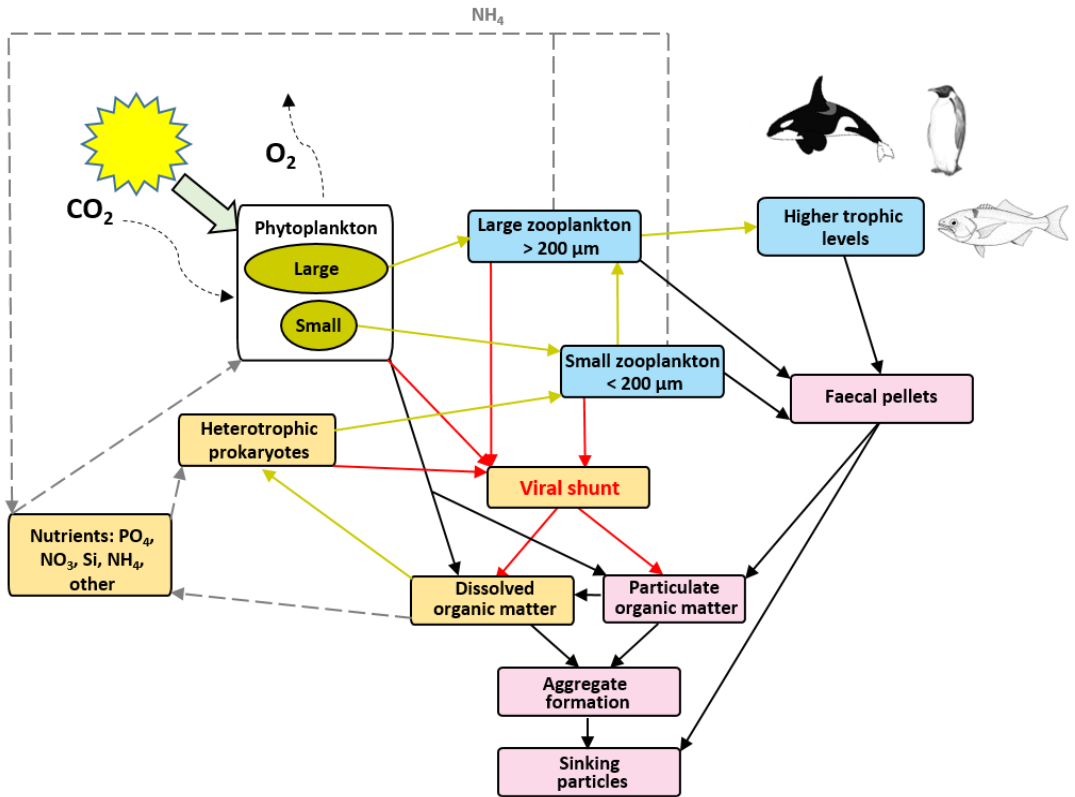 NH₄
O₂
CO₂
Phytoplankton
Large
Small
Large zooplankton
> 200 µm
Higher trophic
levels
Small zooplankton
< 200 µm
Faecal pellets
Heterotrophic
prokaryotes
Viral shunt
Nutrients: PO₄,
NO₃, Si, NH₄,
other
Dissolved
organic matter
Particulate
organic matter
Aggregate
formation
Sinking
particles